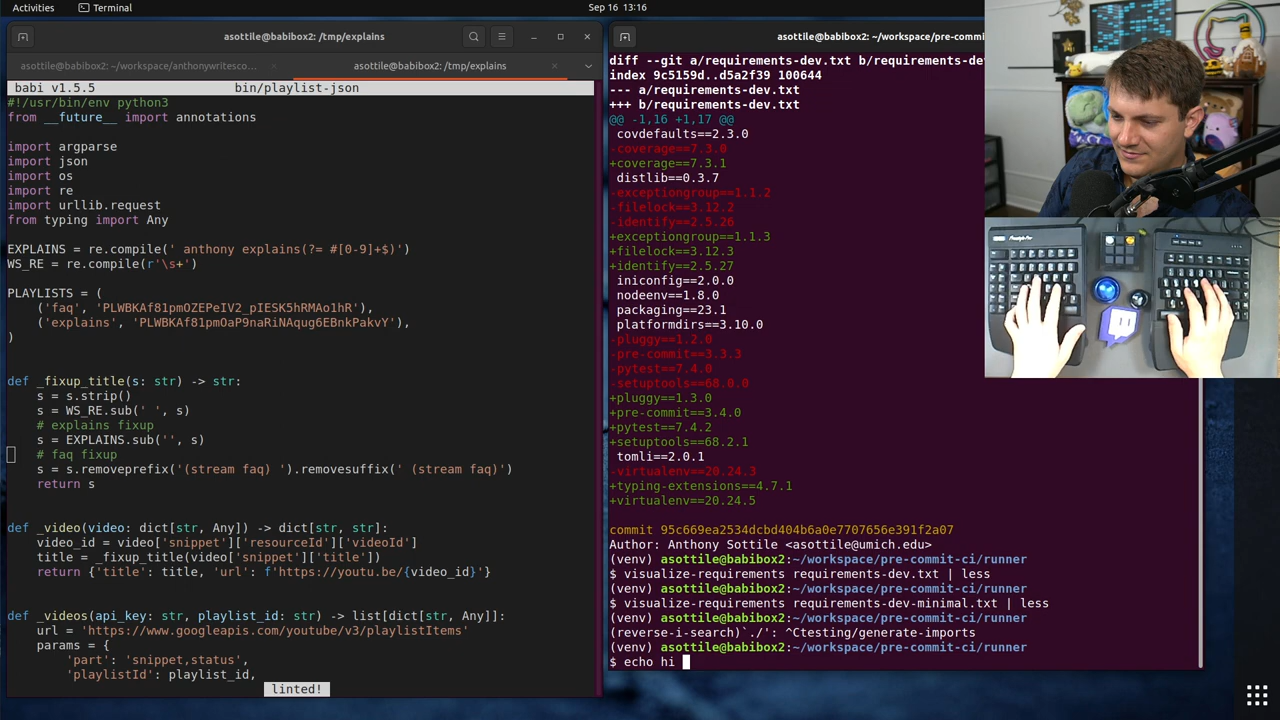 Activities
Terminal
Sep 16 13:16
asottile@babibox2: /tmp/explains
asottile@babibox2: ~/workspace/anthonywritesco...
asottile@babibox2: /tmp/explains
babi v1.5.5 bin/playlist-json
#!/usr/bin/env python3
from __future__ import annotations
import argparse
import json
import os
import re
import urllib.request
from typing import Any
EXPLAINS = re.compile(' anthony explains(?= #[0-9]+$)')
WS_RE = re.compile(r'\s+')
PLAYLISTS = (
    ('faq', 'PLWBKAf81pmOZEPeIV2_pIESK5hRMAo1hR'),
    ('explains', 'PLWBKAf81pmOaP9naRiNAqug6EBnkPakvY'),
)
def _fixup_title(s: str) -> str:
    s = s.strip()
    s = WS_RE.sub(' ', s)
    # explains fixup
    s = EXPLAINS.sub('', s)
    # faq fixup
    s = s.removeprefix('(stream faq) ').removesuffix(' (stream faq)')
    return s
def _video(video: dict[str, Any]) -> dict[str, str]:
    video_id = video['snippet']['resourceId']['videoId']
    title = _fixup_title(video['snippet']['title'])
    return {'title': title, 'url': f'https://youtu.be/{video_id}'}
def _videos(api_key: str, playlist_id: str) -> list[dict[str, Any]]:
    url = 'https://www.googleapis.com/youtube/v3/playlistItems'
    params = {
        'part': 'snippet,status',
        'playlistId': playlist_id,
linted!
asottile@babibox2: ~/workspace/pre-commi
diff --git a/requirements-dev.txt b/requirements-de
index 9c5159d..d5a2f39 100644
--- a/requirements-dev.txt
+++ b/requirements-dev.txt
@@ -1,16 +1,17 @@
 covdefaults==2.3.0
-coverage==7.3.0
+coverage==7.3.1
 distlib==0.3.7
-exceptiongroup==1.1.2
-filelock==3.12.2
-identify==2.5.26
+exceptiongroup==1.1.3
+filelock==3.12.3
+identify==2.5.27
 iniconfig==2.0.0
 nodeenv==1.8.0
 packaging==23.1
 platformdirs==3.10.0
-pluggy==1.2.0
-pre-commit==3.3.3
-pytest==7.4.0
-setuptools==68.0.0
+pluggy==1.3.0
+pre-commit==3.4.0
+pytest==7.4.2
+setuptools==68.2.1
 tomli==2.0.1
-virtualenv==20.24.3
+typing-extensions==4.7.1
+virtualenv==20.24.5
commit 95c669ea2534dcbd404b6a0e7707656e391f2a07
Author: Anthony Sottile <asottile@umich.edu>
(venv) asottile@babibox2:~/workspace/pre-commit-ci/runner
$ visualize-requirements requirements-dev.txt | less
(venv) asottile@babibox2:~/workspace/pre-commit-ci/runner
$ visualize-requirements requirements-dev-minimal.txt | less
(venv) asottile@babibox2:~/workspace/pre-commit-ci/runner
(reverse-i-search)`./': ^Ctesting/generate-imports
(venv) asottile@babibox2:~/workspace/pre-commit-ci/runner
$ echo hi